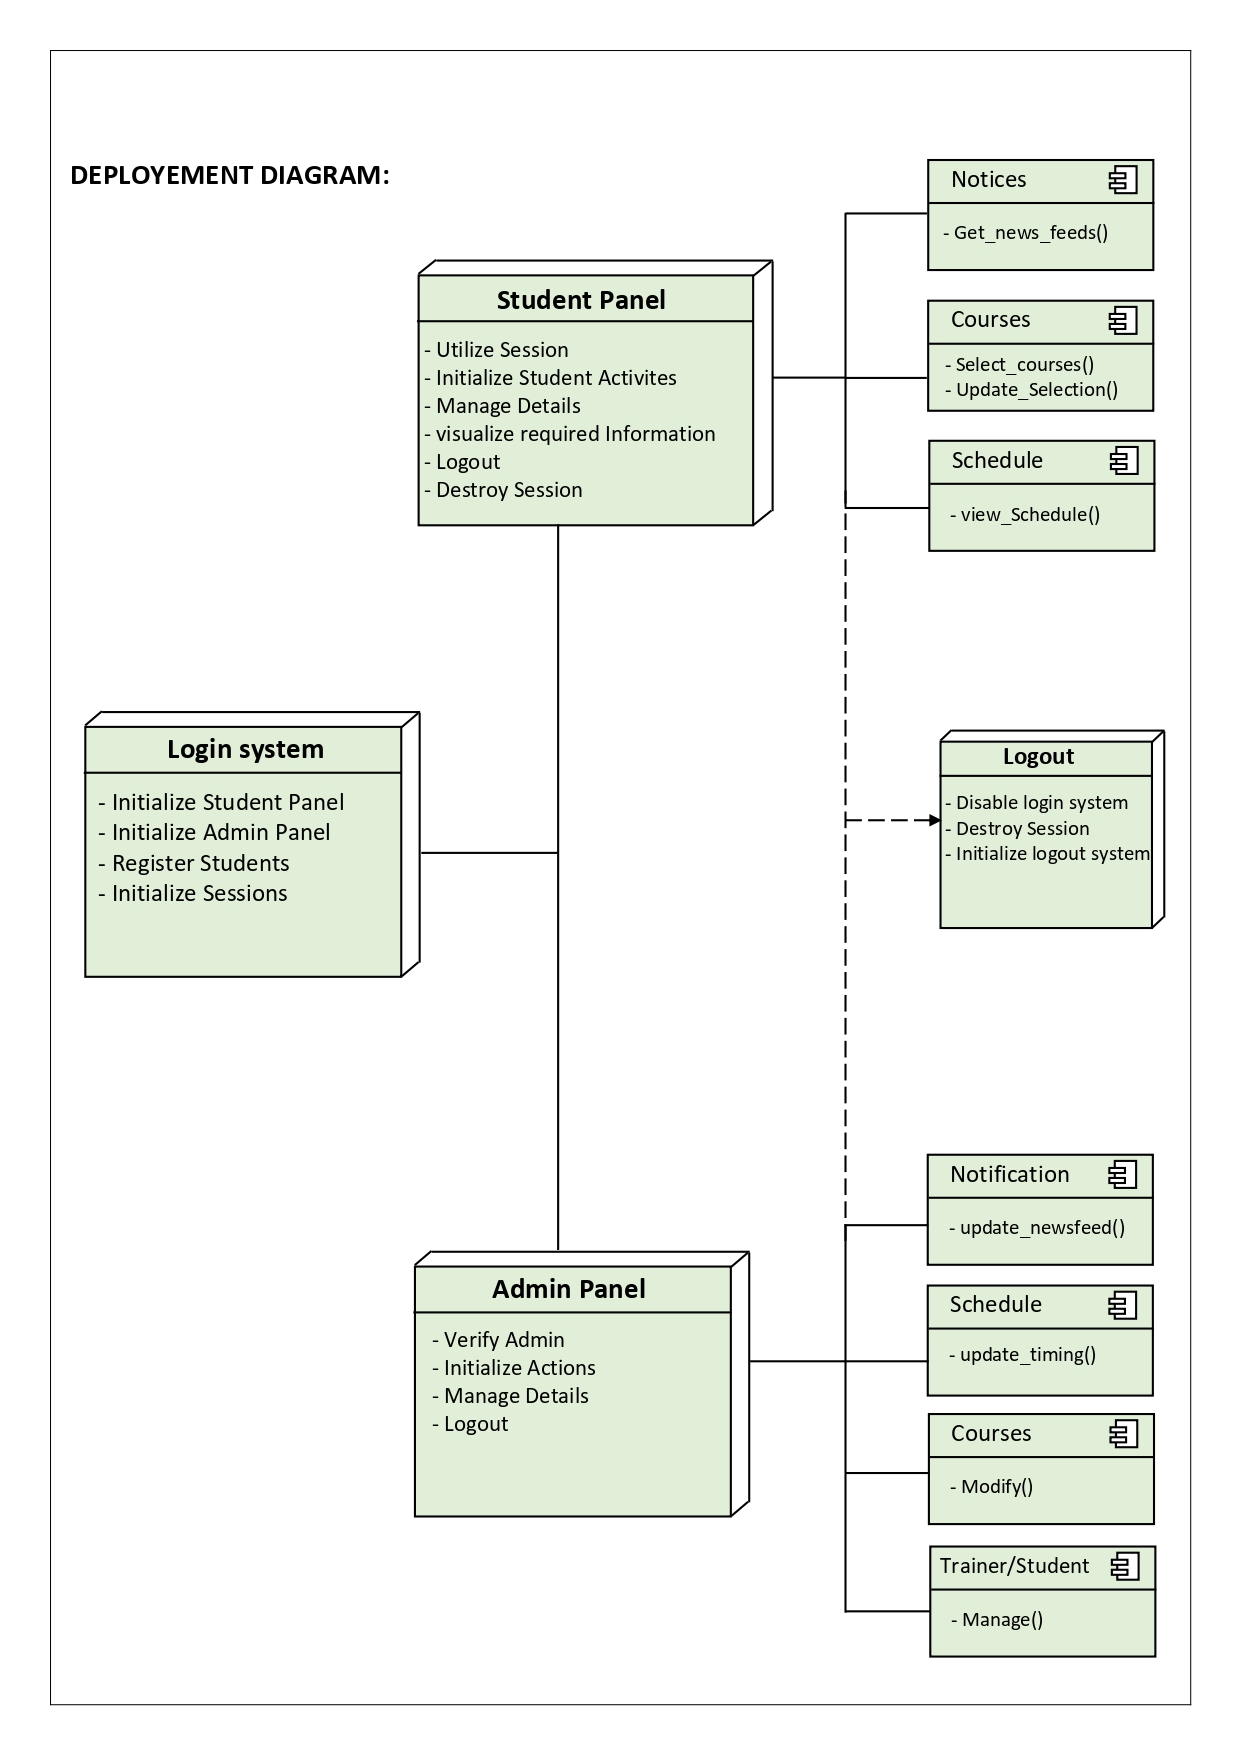 DEPLOYEMENT DIAGRAM:
Notices
- Get_news_feeds()
Student Panel
- Utilize Session
- Initialize Student Activites
- Manage Details
- visualize required Information
- Logout
- Destroy Session
Courses
- Select_courses()
- Update_Selection()
Schedule
- view_Schedule()
Login system
- Initialize Student Panel
- Initialize Admin Panel
- Register Students
- Initialize Sessions
Logout
- Disable login system
- Destroy Session
- Initialize logout system
Admin Panel
- Verify Admin
- Initialize Actions
- Manage Details
- Logout
Notification
- update_newsfeed()
Schedule
- update_timing()
Courses
- Modify()
Trainer/Student
- Manage()